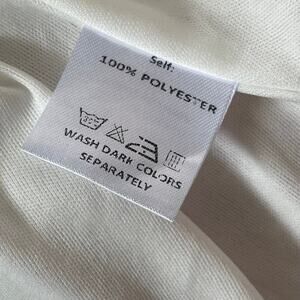 Self:
100% POLYESTER
WASH DARK COLORS
SEPARATELY